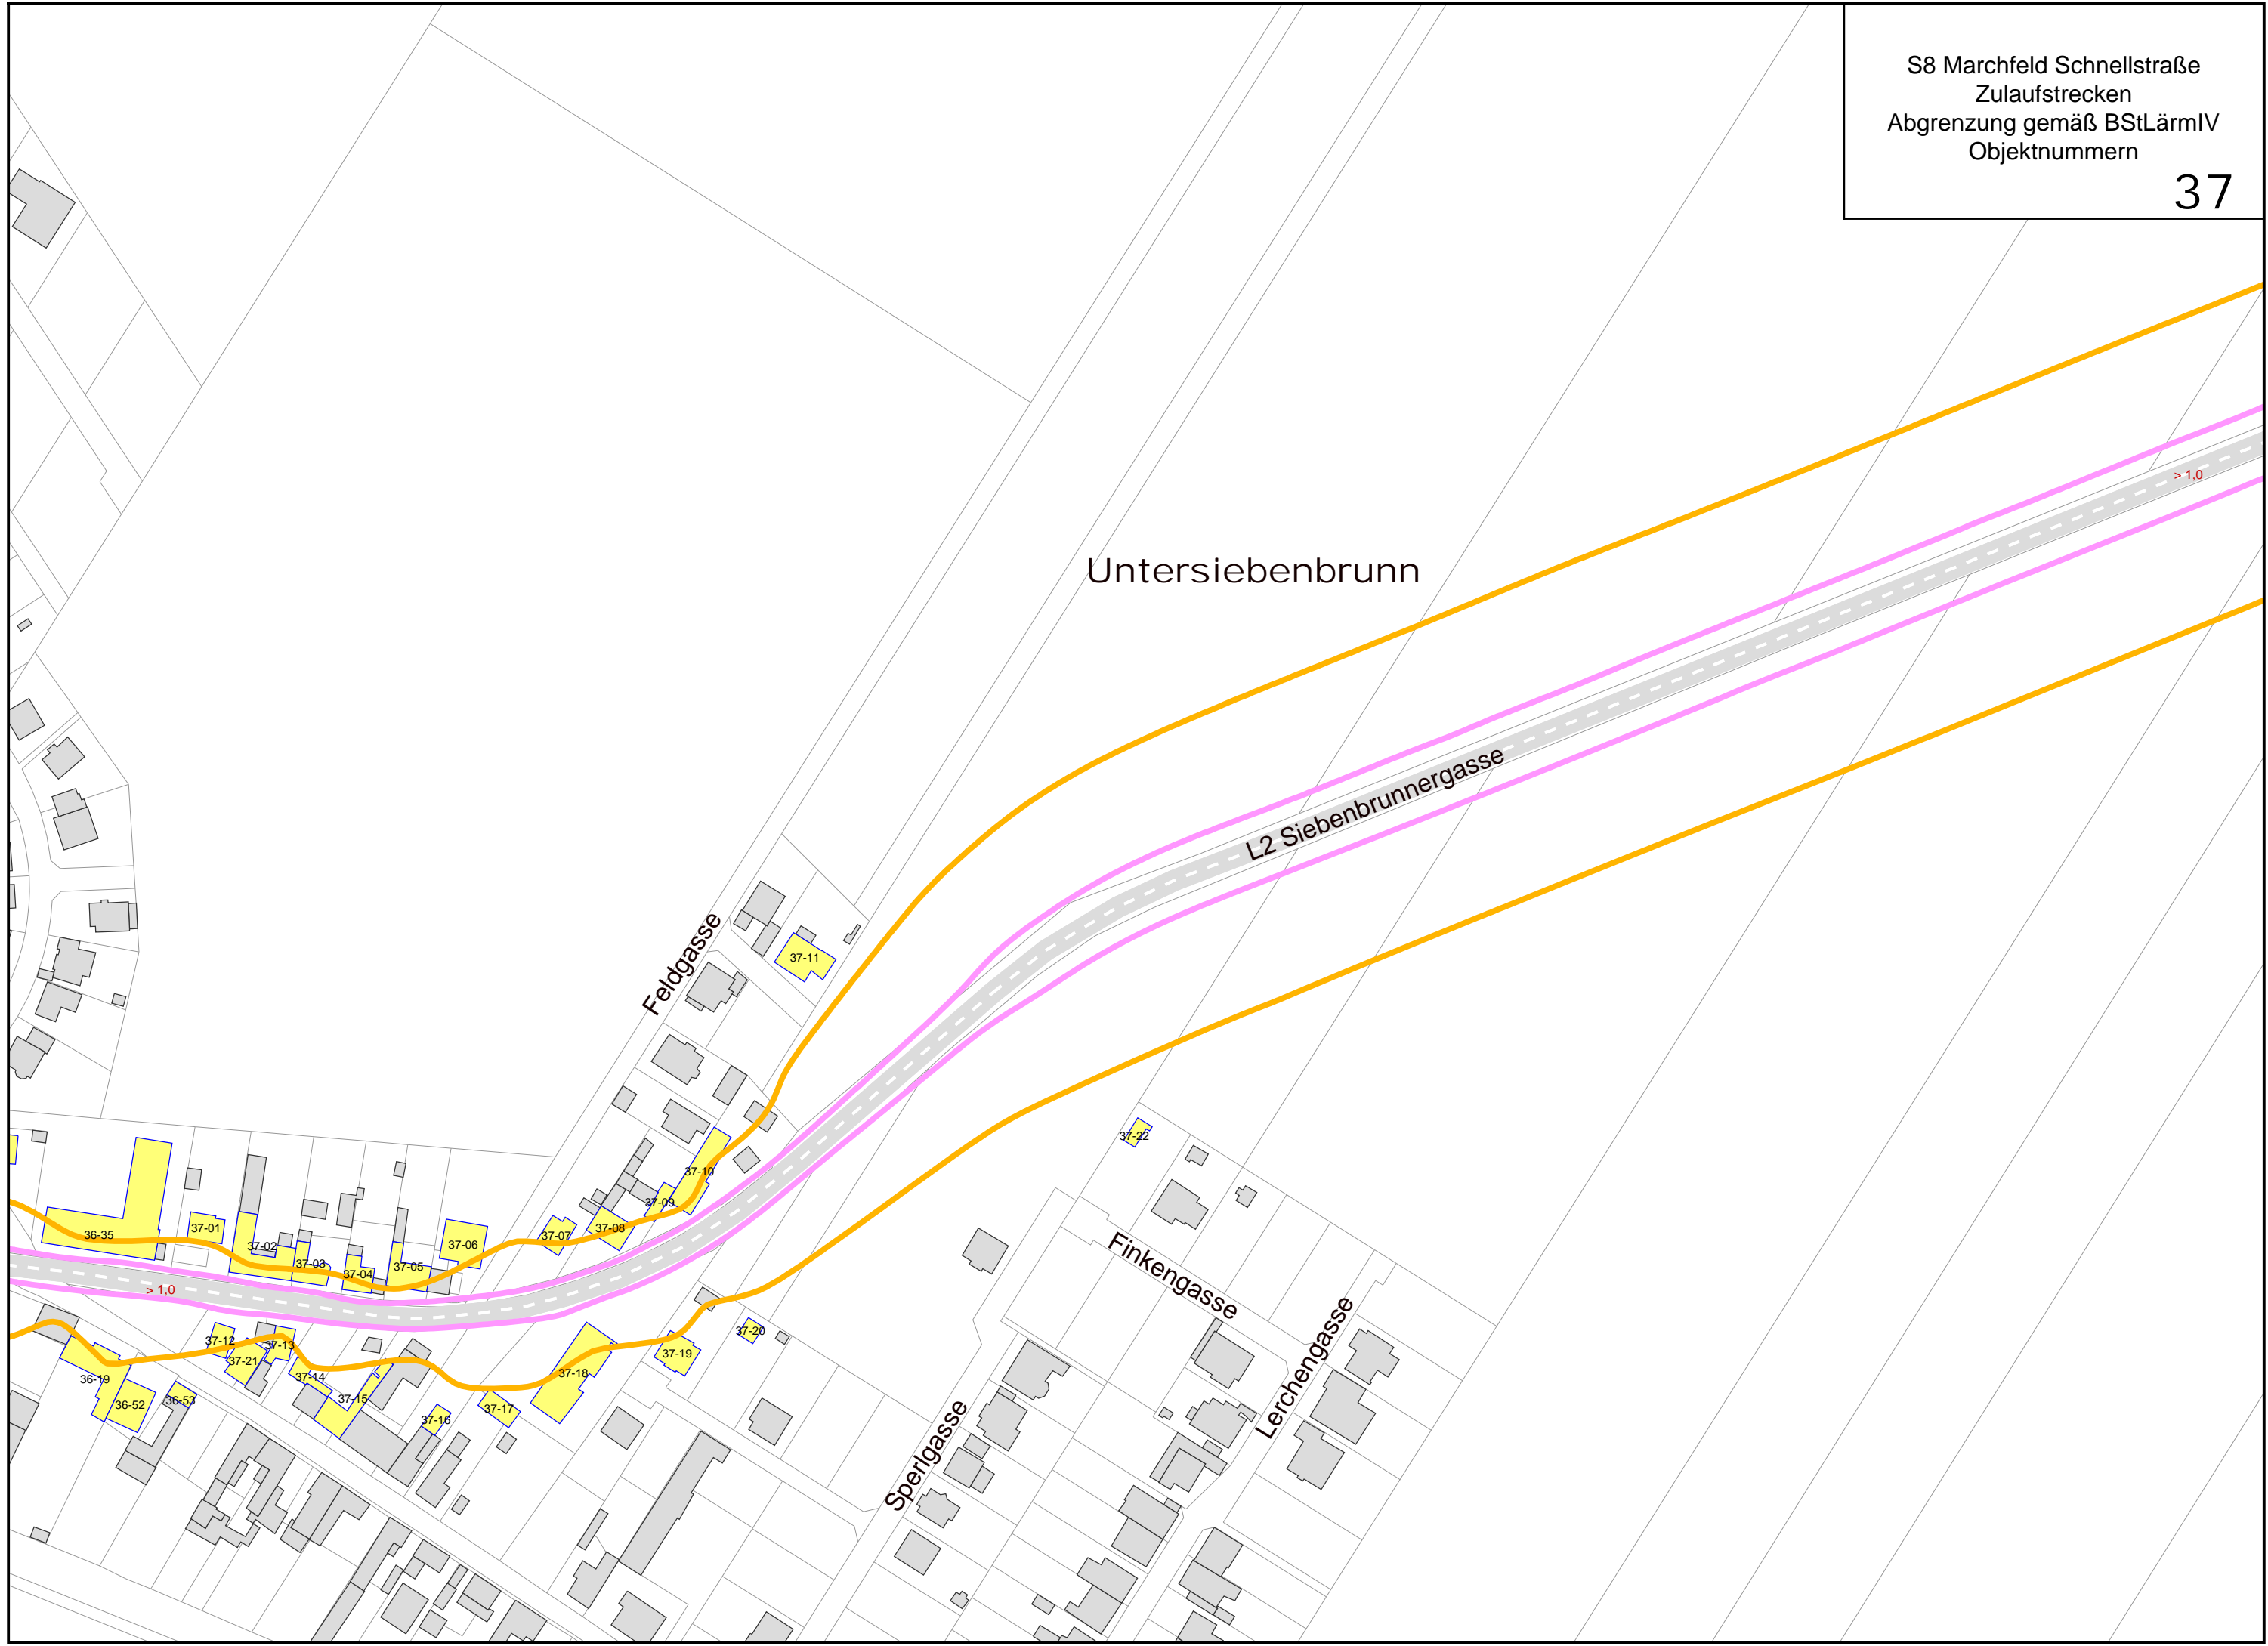 S8 Marchfeld Schnellstraße
Zulaufstrecken
Abgrenzung gemäß BStLärmIV
Objektnummern
37
> 1,0
Untersiebenbrunn
L2 Siebenbrunnergasse
Feldgasse
37-11
37-22
37-10
37-09
37-08
37-07
37-06
36-35
37-01
37-02
37-03
37-04
37-05
> 1,0
Finkengasse
Lerchengasse
Sperlgasse
37-12
37-21
37-13
37-14
37-15
37-16
37-17
37-18
37-19
37-20
36-19
36-52
36-53